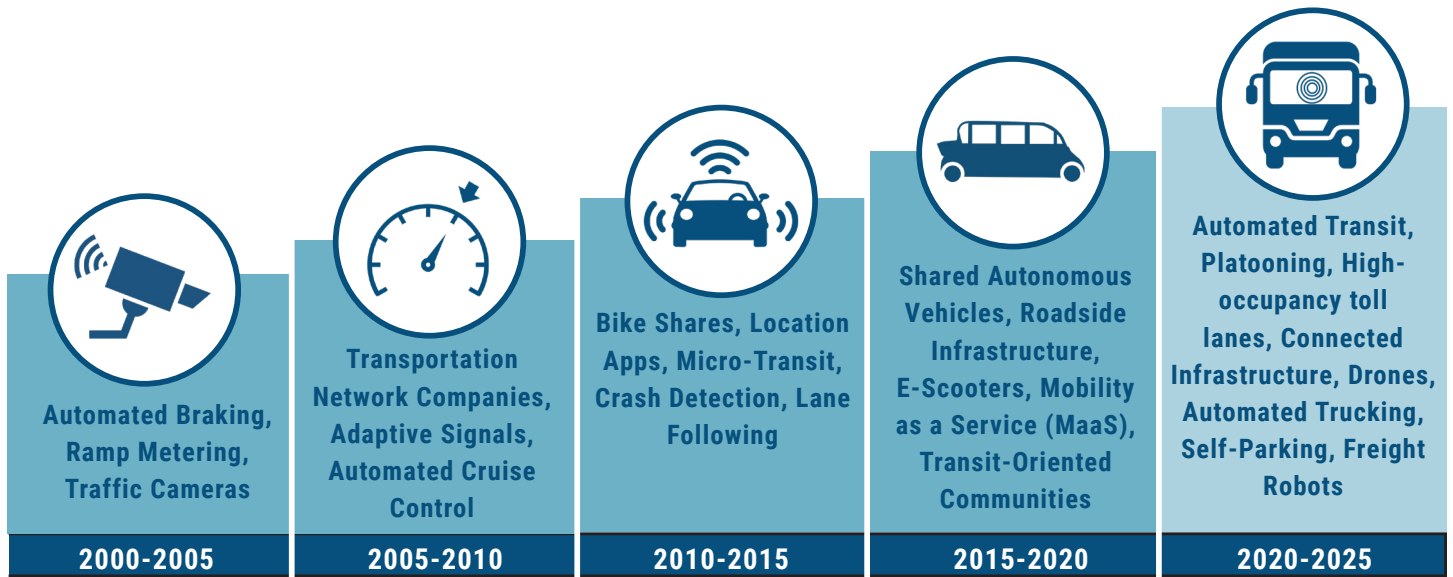 Automated Braking,
Ramp Metering,
Traffic Cameras
2000-2005
Transportation
Network Companies,
Adaptive Signals,
Automated Cruise
Control
2005-2010
Bike Shares, Location
Apps, Micro-Transit,
Crash Detection, Lane
Following
2010-2015
Shared Autonomous
Vehicles, Roadside
Infrastructure,
E-Scooters, Mobility
as a Service (MaaS),
Transit-Oriented
Communities
2015-2020
Automated Transit,
Platooning, High-
occupancy toll
lanes, Connected
Infrastructure, Drones,
Automated Trucking,
Self-Parking, Freight
Robots
2020-2025